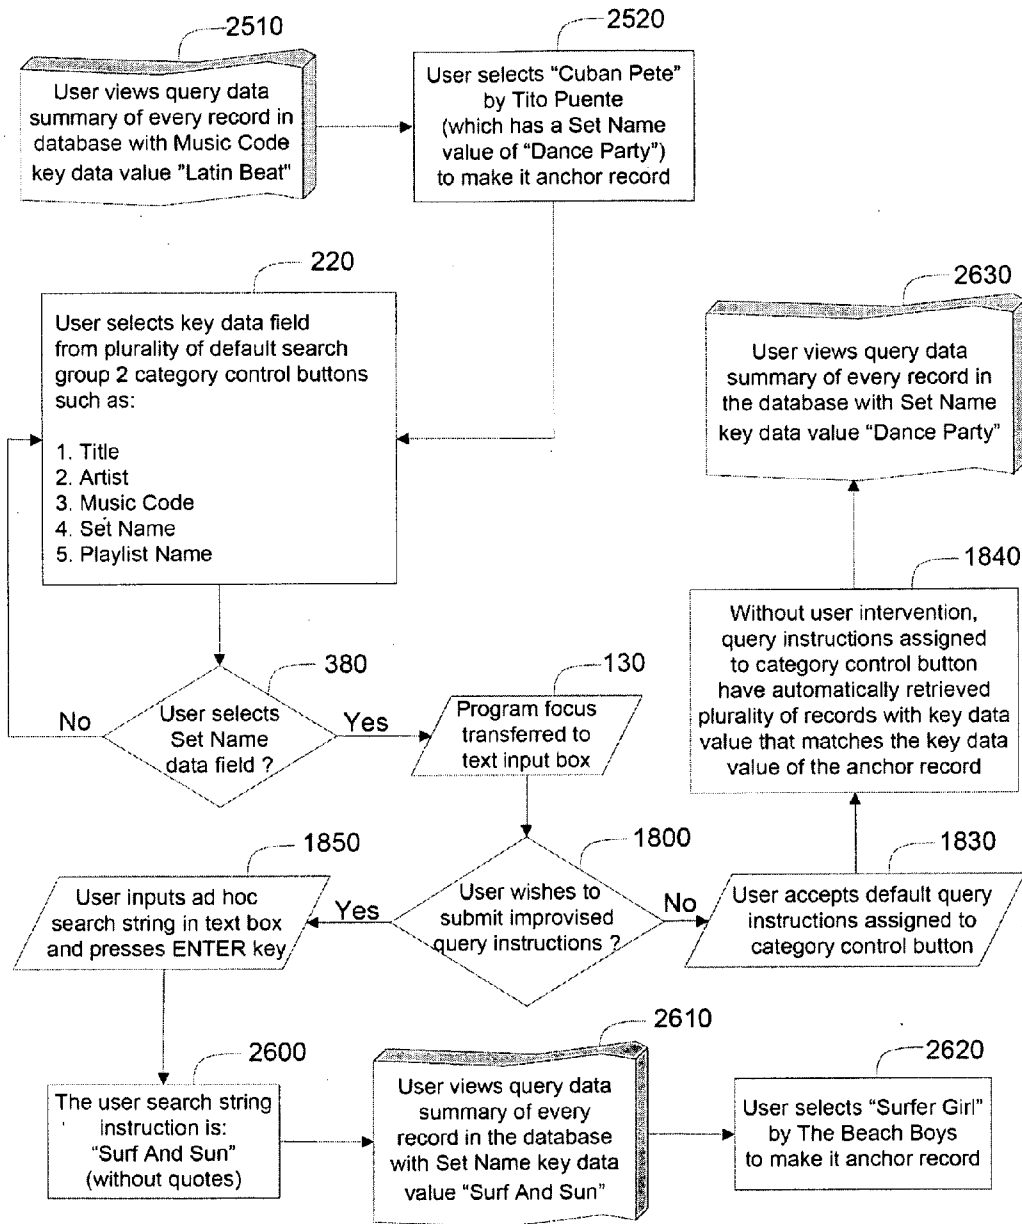 2510
User views query data
summary of every record in
database with Music Code
key data value "Latin Beat"
2520
User selects “Cuban Pete”
by Tito Puente
(which has a Set Name
value of “Dance Party”)
to make it anchor record
220
User selects key data field
from plurality of default search
group 2 category control buttons
such as:
1. Title
2. Artist
3. Music Code
4. Set Name
5. Playlist Name
2630
User views query data
summary of every record in
the database with Set Name
key data value “Dance Party”
1840
Without user intervention,
query instructions assigned
to category control button
have automatically retrieved
plurality of records with key data
value that matches the key data
value of the anchor record
380
No
User selects
Set Name
data field ?
Yes
130
Program focus
transferred to
text input box
1850
User inputs ad hoc
search string in text box
and presses ENTER key
Yes
1800
User wishes to
submit improvised
query instructions ?
No
1830
User accepts default query
instructions assigned to
category control button
2600
The user search string
instruction is:
“Surf And Sun”
(without quotes)
2610
User views query data
summary of every
record in the database
with Set Name key data
value “Surf And Sun”
2620
User selects “Surfer Girl”
by The Beach Boys
to make it anchor record